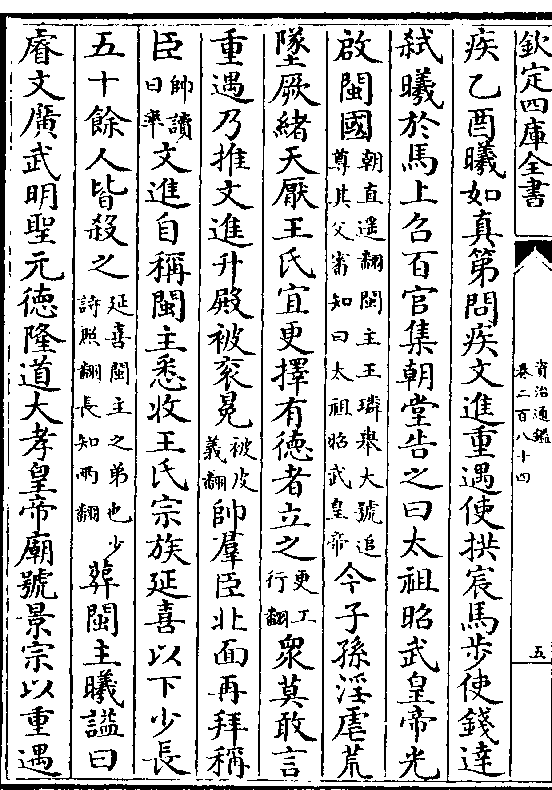 欽定四庫全書
資治通鑑
卷二百八十四
五
疾乙酉曦如真第問疾文進重遇使拱宸馬步使錢達
弑曦於馬上召百官集朝堂告之曰太祖昭武皇帝光
啟閩國朝直遥翻閩主王璘舉大號追尊其父審知曰太祖昭武皇帝今子孫淫虐荒
墜厥緒天厭王氏宜更擇有德者立之更工行翻衆莫敢言
重遇乃推文進升殿被衮冕被皮義翻帥羣臣北面再拜稱
臣帥讀曰率文進自稱閩主悉收王氏宗族延喜以下少長
五十餘人皆殺之延喜閩主之弟也少詩照翻長知兩翻葬閩主曦諡曰
睿文廣武明聖元德隆道大孝皇帝廟號景宗以重遇